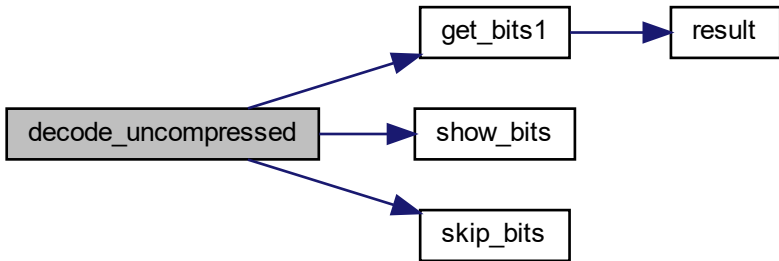 get_bits1
result
decode_uncompressed
show_bits
skip_bits